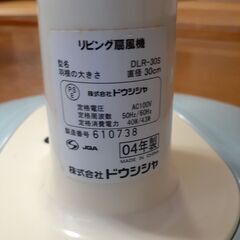 リビング扇風機
型名 DLR-30S
羽根の大きさ 直径 30cm
PSE
定格電圧 AC100V
定格周波数 50Hz/60Hz
定格消費電力 40W/43W
製造番号 610738
株式会社 ドウシシャ
S JQA
04年製
MADE IN CHINA
株式会社 ドウシシャ